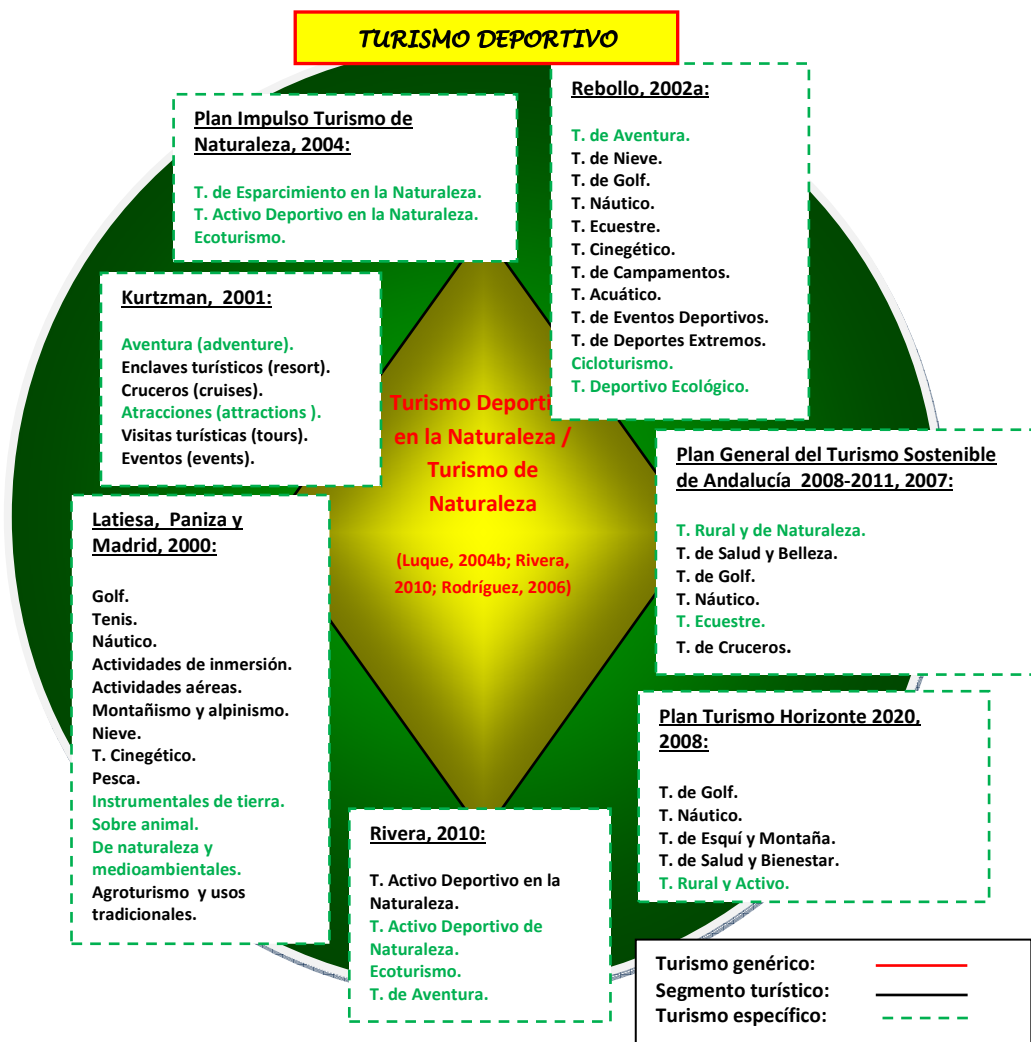 TURISMO DEPORTIVO
Plan Impulso Turismo de
Naturaleza, 2004:
T. de Esparcimiento en la Naturaleza.
T. Activo Deportivo en la Naturaleza.
Ecoturismo.
Rebollo, 2002a:
T. de Aventura.
T. de Nieve.
T. de Golf.
T. Náutico.
T. Ecuestre.
T. Cinegético.
T. de Campamentos.
T. Acuático.
T. de Eventos Deportivos.
T. de Deportes Extremos.
Cicloturismo.
T. Deportivo Ecológico.
Kurtzman, 2001:
Aventura (adventure).
Enclaves turísticos (resort).
Cruceros (cruises).
Atracciones (attractions ).
Visitas turísticas (tours).
Eventos (events).
Turismo Deporti
en la Naturaleza /
Turismo de
Naturaleza
(Luque, 2004b; Rivera,
2010; Rodríguez, 2006)
Plan General del Turismo Sostenible
de Andalucía 2008-2011, 2007:
T. Rural y de Naturaleza.
T. de Salud y Belleza.
T. de Golf.
T. Náutico.
T. Ecuestre.
T. de Cruceros.
Latiesa, Paniza y
Madrid, 2000:
Golf.
Tenis.
Náutico.
Actividades de inmersión.
Actividades aéreas.
Montañismo y alpinismo.
Nieve.
T. Cinegético.
Pesca.
Instrumentales de tierra.
Sobre animal.
De naturaleza y
medioambientales.
Agroturismo y usos
tradicionales.
Plan Turismo Horizonte 2020,
2008:
T. de Golf.
T. Náutico.
T. de Esquí y Montaña.
T. de Salud y Bienestar.
T. Rural y Activo.
Rivera, 2010:
T. Activo Deportivo en la
Naturaleza.
T. Activo Deportivo de
Naturaleza.
Ecoturismo.
T. de Aventura.
Turismo genérico:
Segmento turístico:
Turismo específico: